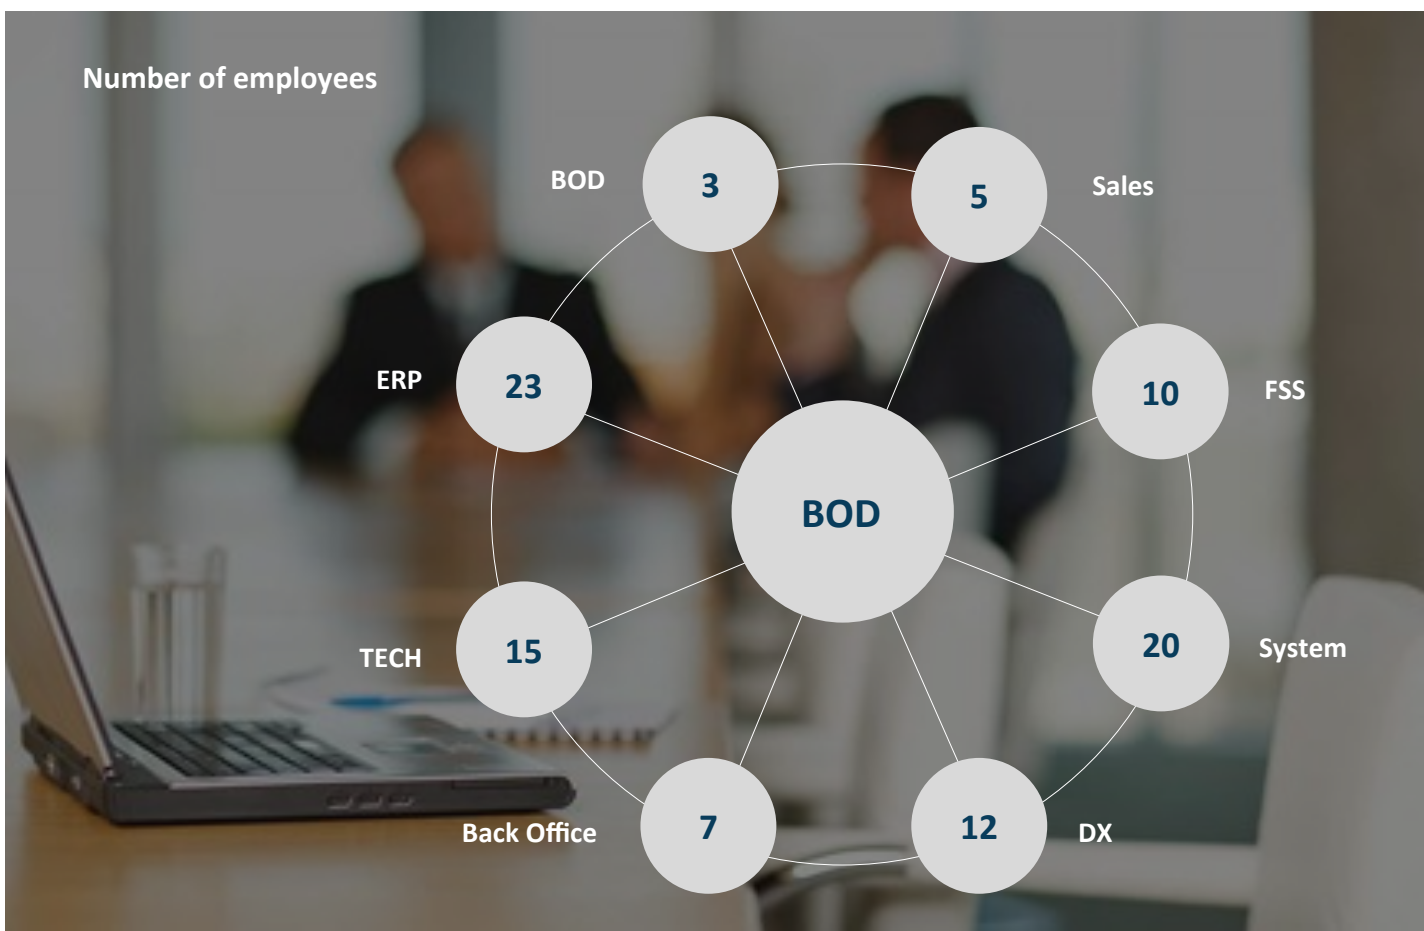 Number of employees
BOD
3
5
Sales
ERP
23
10
FSS
BOD
TECH
15
20
System
Back Office
7
12
DX